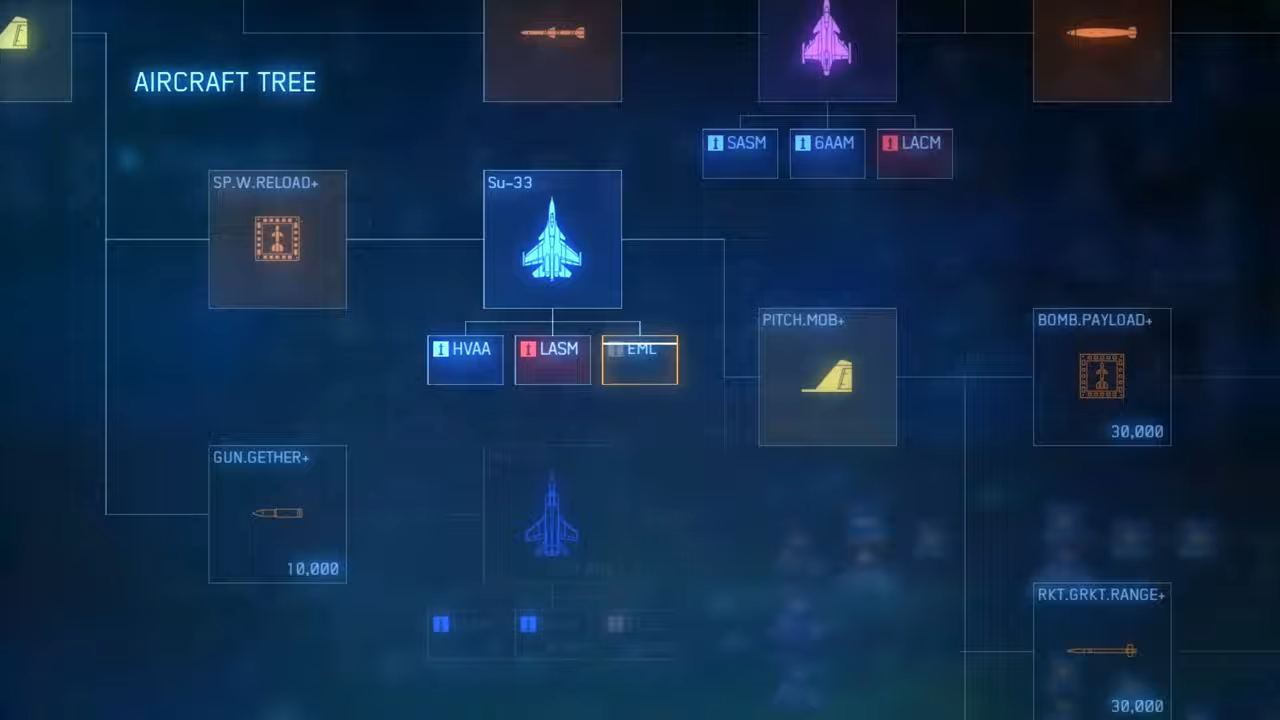 AIRCRAFT TREE
SASM
6AAM
LACM
SP.W.RELOAD+
Su-33
HVAA
LASM
EML
PITCH.MOB+
BOMB.PAYLOAD+
30,000
GUN.GETHER+
10,000
RKT.GRKT.RANGE+
30,000